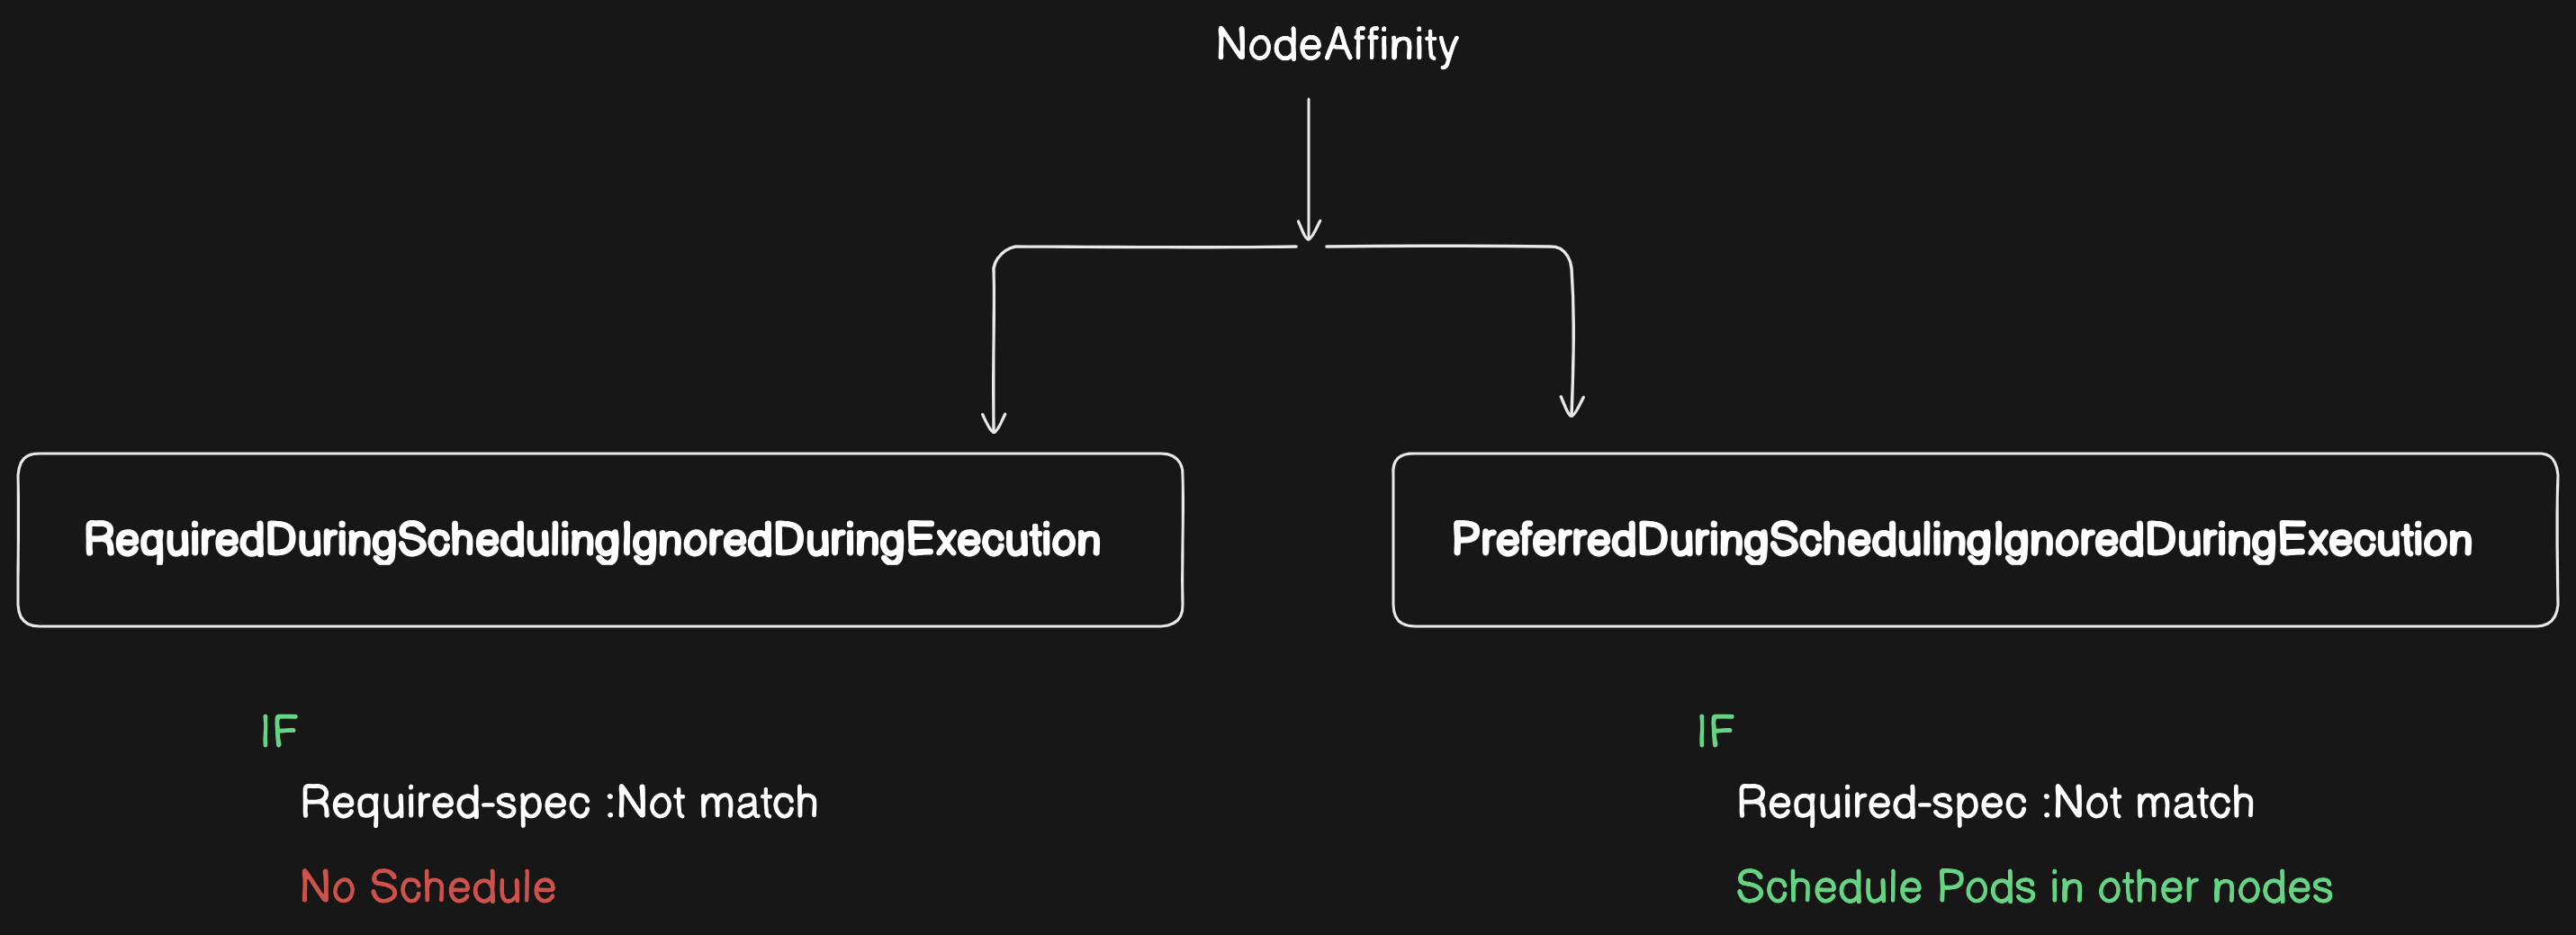 NodeAffinity
RequiredDuringSchedulingIgnoredDuringExecution
PreferredDuringSchedulingIgnoredDuringExecution
IF
Required-spec :Not match
No Schedule
IF
Required-spec :Not match
Schedule Pods in other nodes